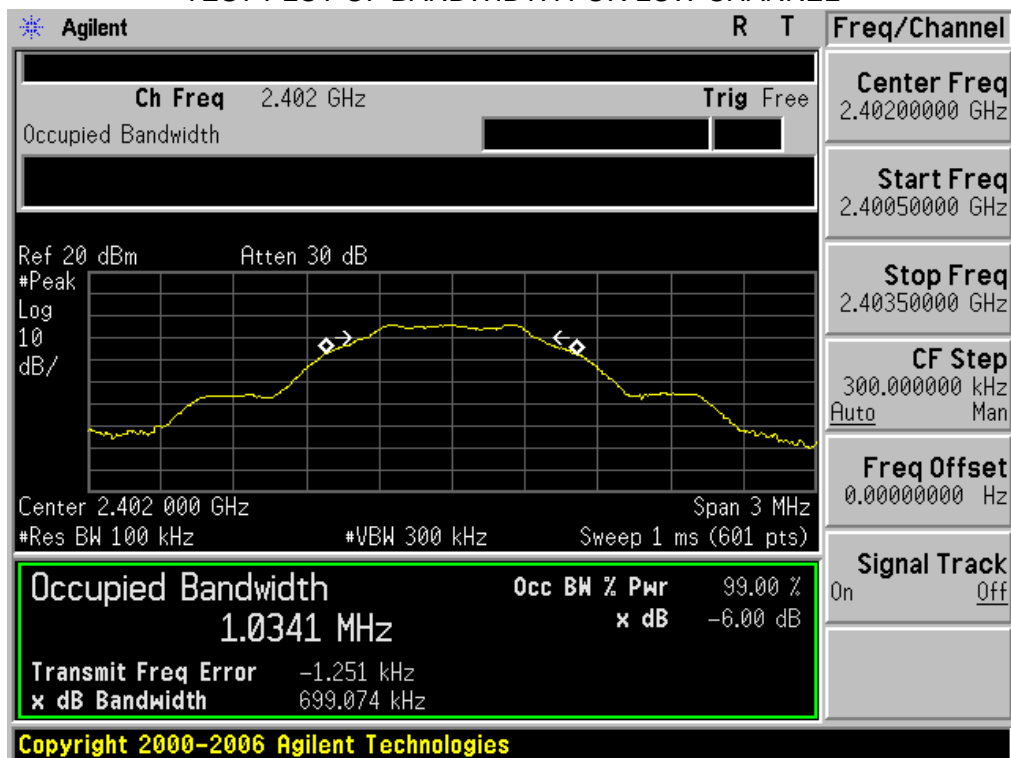 Agilent R T Freq/Channel
Ch Freq 2.402 GHz Trig Free
Occupied Bandwidth
Center Freq
2.40200000 GHz
Start Freq
2.40050000 GHz
Stop Freq
2.40350000 GHz
CF Step
300.000000 kHz
Auto Man
Freq Offset
0.00000000 Hz
Signal Track
On Off
Ref 20 dBm Atten 30 dB
#Peak
Log
10
dB/
Center 2.402 000 GHz Span 3 MHz
#Res BW 100 kHz #VBW 300 kHz Sweep 1 ms (601 pts)
Occupied Bandwidth
1.0341 MHz
Occ BW % Pwr 99.00 %
x dB -6.00 dB
Transmit Freq Error -1.251 kHz
x dB Bandwidth 699.074 kHz
Copyright 2000-2006 Agilent Technologies